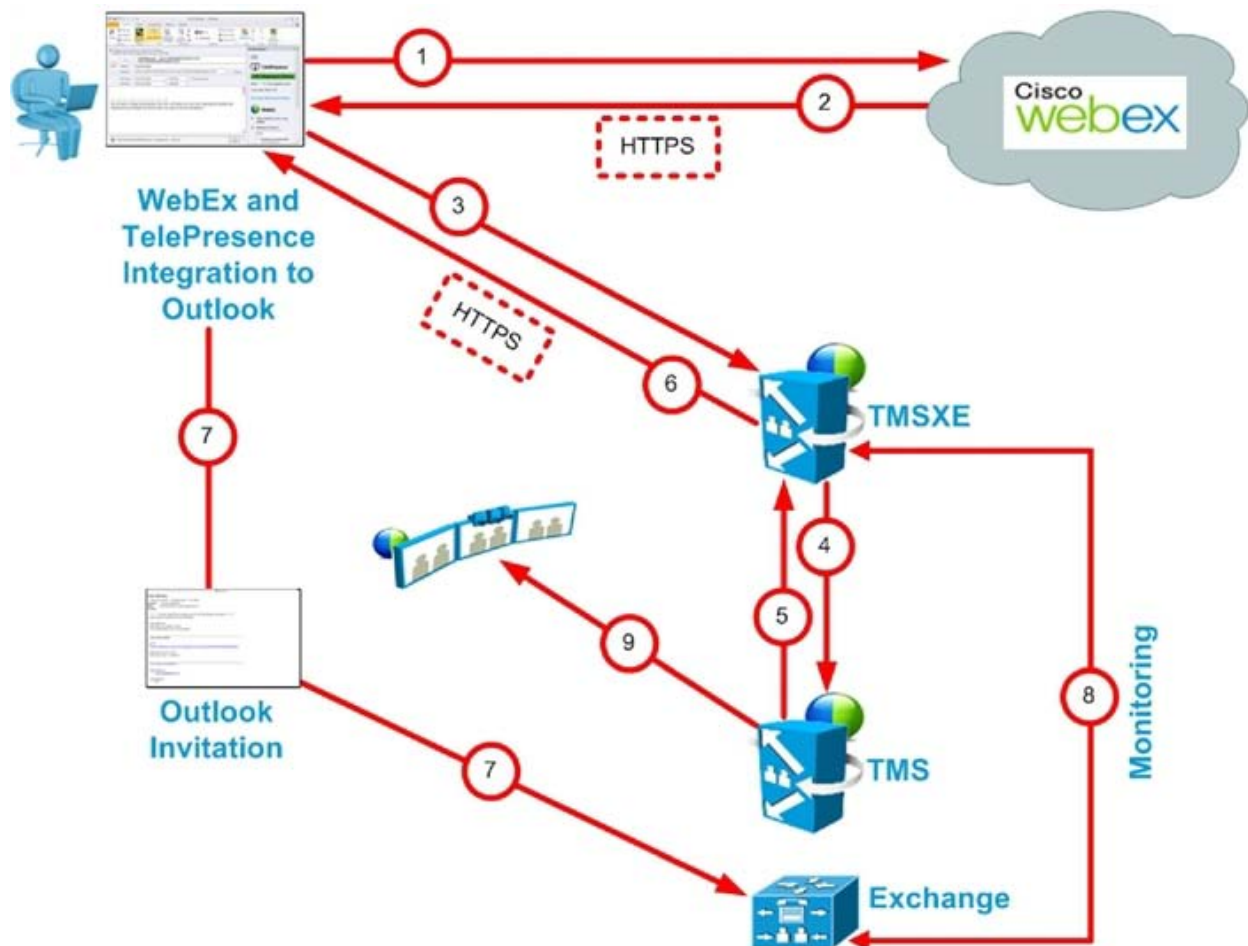 1
Cisco
webex
2
HTTPS
WebEx and
TelePresence
Integration to
Outlook
3
HTTPS
6
TMSXE
7
4
5
9
8
Monitoring
Outlook
Invitation
TMS
7
Exchange